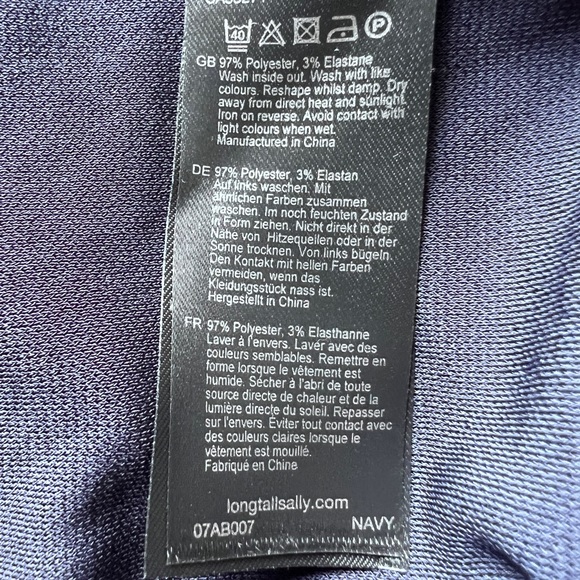 40 P
GB 97% Polyester, 3% Elastane
Wash inside out. Wash with like
colours. Reshape whilst damp. Dry
away from direct heat and sunlight.
Iron on reverse. Avoid contact with
light colours when wet.
Manufactured in China
DE 97% Polyester, 3% Elastan
Auf links waschen. Mit
ähnlichen Farben zusammen
waschen. Im noch feuchten Zustand
in Form ziehen. Nicht direkt in der
Nähe von Hitzequellen oder in der
Sonne trocknen. Von links bügeln.
Den Kontakt mit hellen Farben
vermeiden, wenn das
Kleidungsstück nass ist.
Hergestellt in China
FR 97% Polyester, 3% Elasthanne
Laver à l'envers. Laver avec des
couleurs semblables. Remettre en
forme lorsque le vêtement est
humide. Sécher à l'abri de toute
source directe de chaleur et de la
lumière directe du soleil. Repasser
sur l'envers. Éviter tout contact avec
des couleurs claires lorsque le
vêtement est mouillé.
Fabriqué en Chine
longtallsally.com
07AB007 NAVY